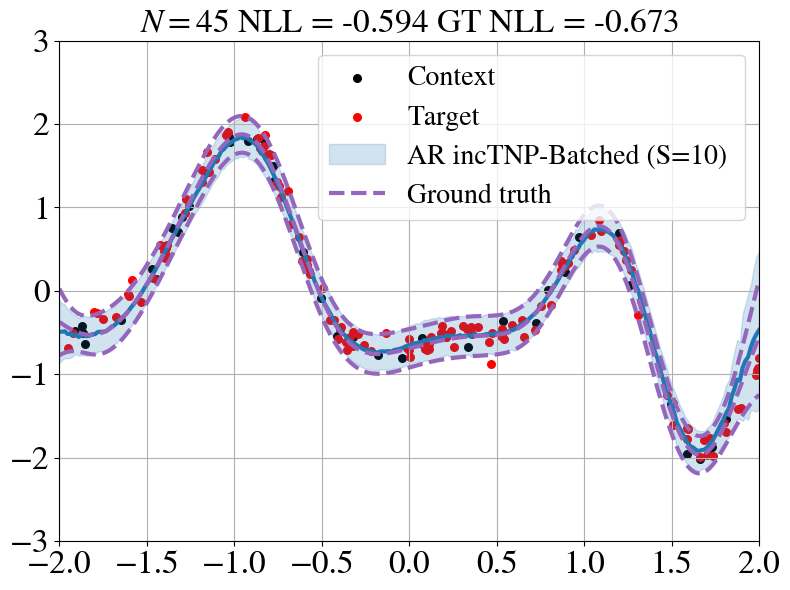 N = 45 NLL = -0.594 GT NLL = -0.673
3
2
1
0
−1
−2
−3
Context
Target
AR incTNP-Batched (S=10)
Ground truth
−2.0 −1.5 −1.0 −0.5 0.0 0.5 1.0 1.5 2.0